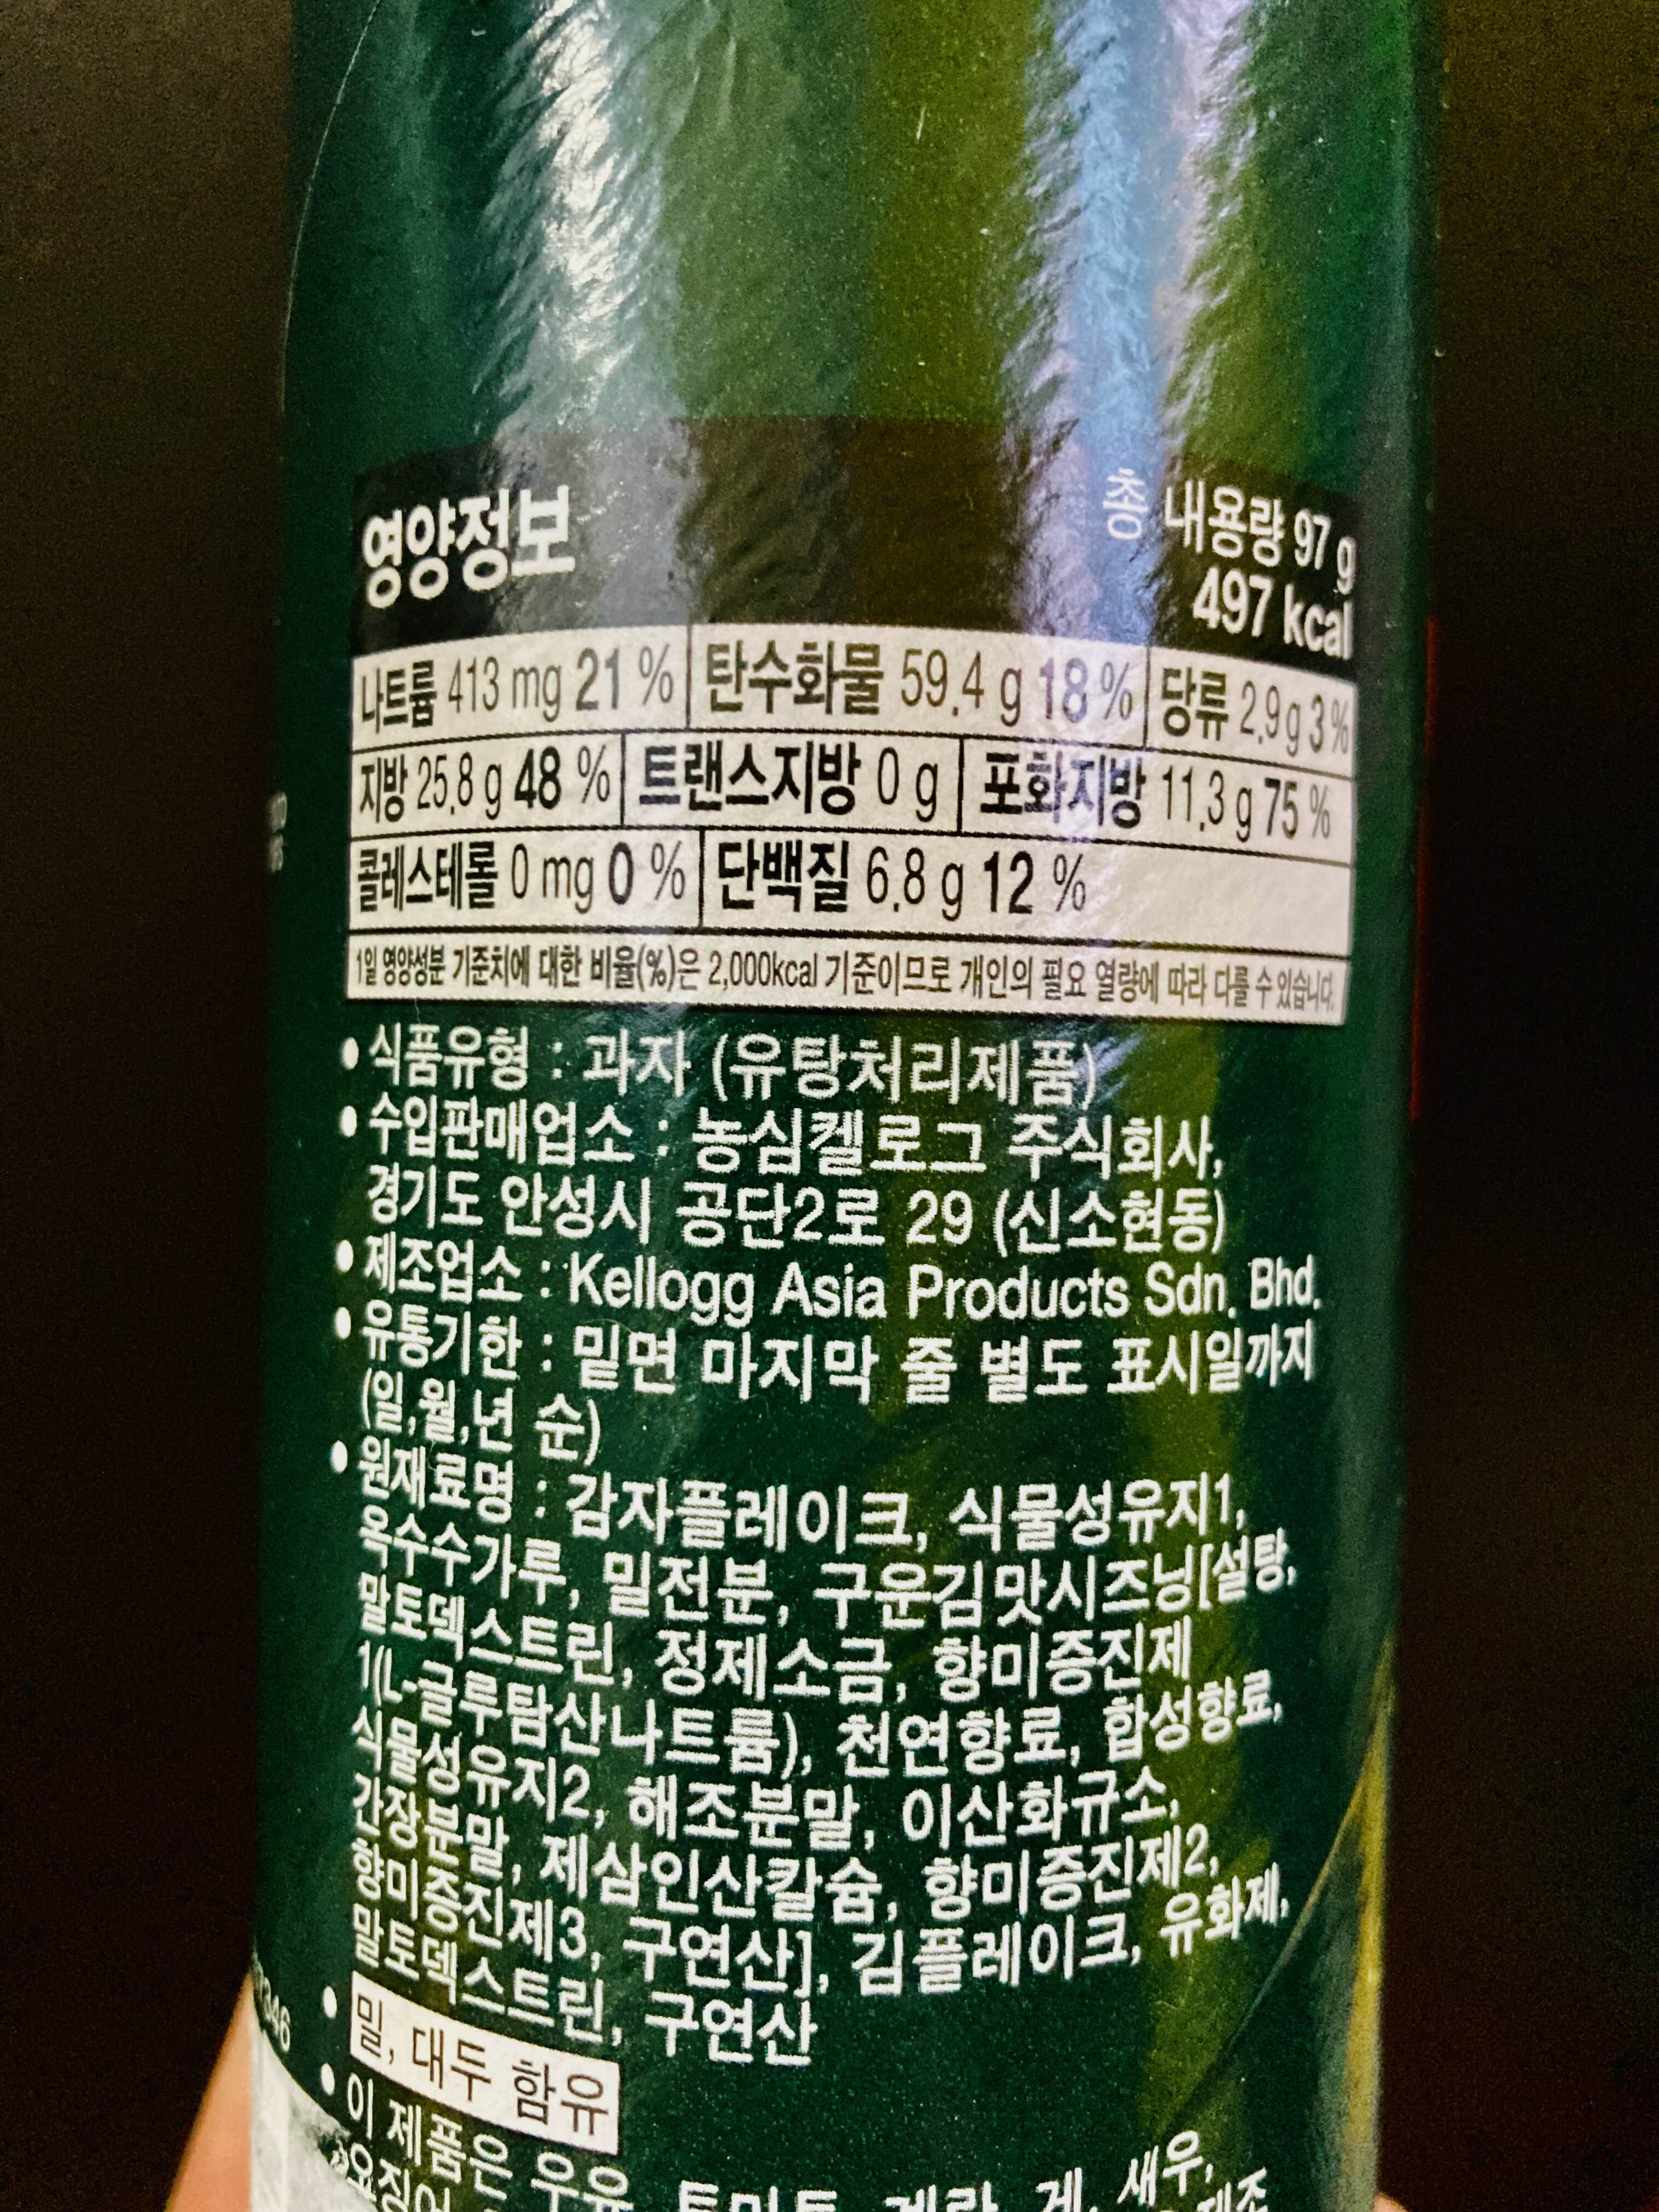 영양정보
총 내용량 97 g
497 kcal
나트륨 413 mg 21 % 탄수화물 59.4 g 18 % 당류 2.9 g 3 %
지방 25.8 g 48 % 트랜스지방 0 g 포화지방 11.3 g 75 %
콜레스테롤 0 mg 0 % 단백질 6.8 g 12 %
1일 영양성분 기준치에 대한 비율(%)은 2,000kcal 기준이므로 개인의 필요 열량에 따라 다를 수 있습니다.
• 식품유형 : 과자 (유탕처리제품)
• 수입판매업소 : 농심켈로그 주식회사,
경기도 안성시 공단2로 29 (신소현동)
• 제조업소 : Kellogg Asia Products Sdn. Bhd.
• 유통기한 : 밑면 마지막 줄 별도 표시일까지
(일,월,년 순)
• 원재료명 : 감자플레이크, 식물성유지1,
옥수수가루, 밀전분, 구운김맛시즈닝[설탕,
말토덱스트린, 정제소금, 향미증진제
1(L-글루탐산나트륨), 천연향료, 합성향료,
식물성유지2, 해조분말, 이산화규소,
간장분말, 제삼인산칼슘, 향미증진제2,
향미증진제3, 구연산], 김플레이크, 유화제,
말토덱스트린, 구연산
• 밀, 대두 함유
• 이 제품은 우유, 토마토, 계란, 게, 새우,